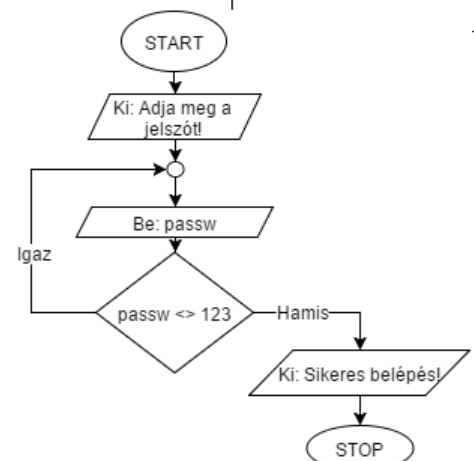 START
Ki: Adja meg a
jelszót!
Be: passw
Igaz
passw <> 123
Hamis
Ki: Sikeres belépés!
STOP